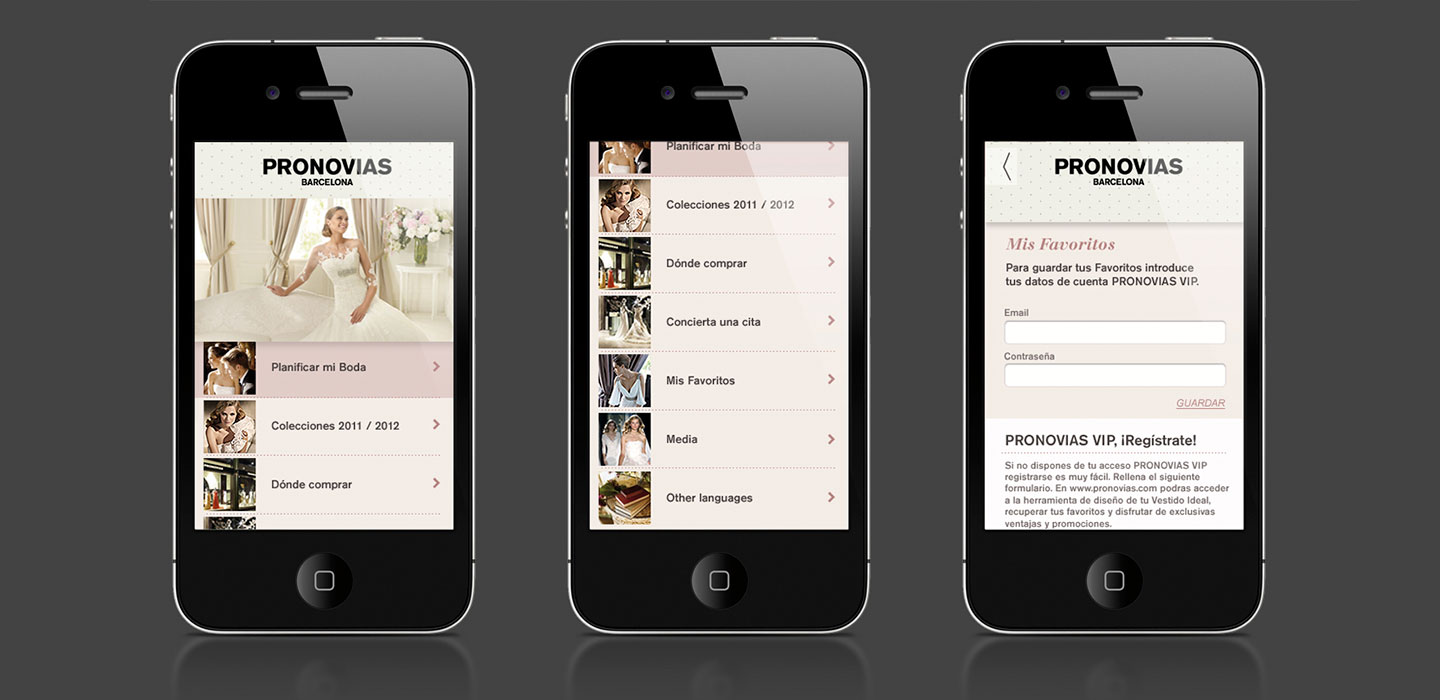 PRONOVIAS
BARCELONA
Planificar mi Boda
Colecciones 2011 / 2012
Dónde comprar
Planificar mi Boda
Colecciones 2011 / 2012
Dónde comprar
Concierta una cita
Mis Favoritos
Media
Other languages
PRONOVIAS
BARCELONA
Mis Favoritos
Para guardar tus Favoritos introduce
tus datos de cuenta PRONOVIAS VIP.
Email
Contraseña
GUARDAR
PRONOVIAS VIP, ¡Regístrate!
Si no dispones de tu acceso PRONOVIAS VIP
registrarse es muy fácil. Rellena el siguiente
formulario. En www.pronovias.com podras acceder
a la herramienta de diseño de tu Vestido Ideal,
recuperar tus favoritos y disfrutar de exclusivas
ventajas y promociones.